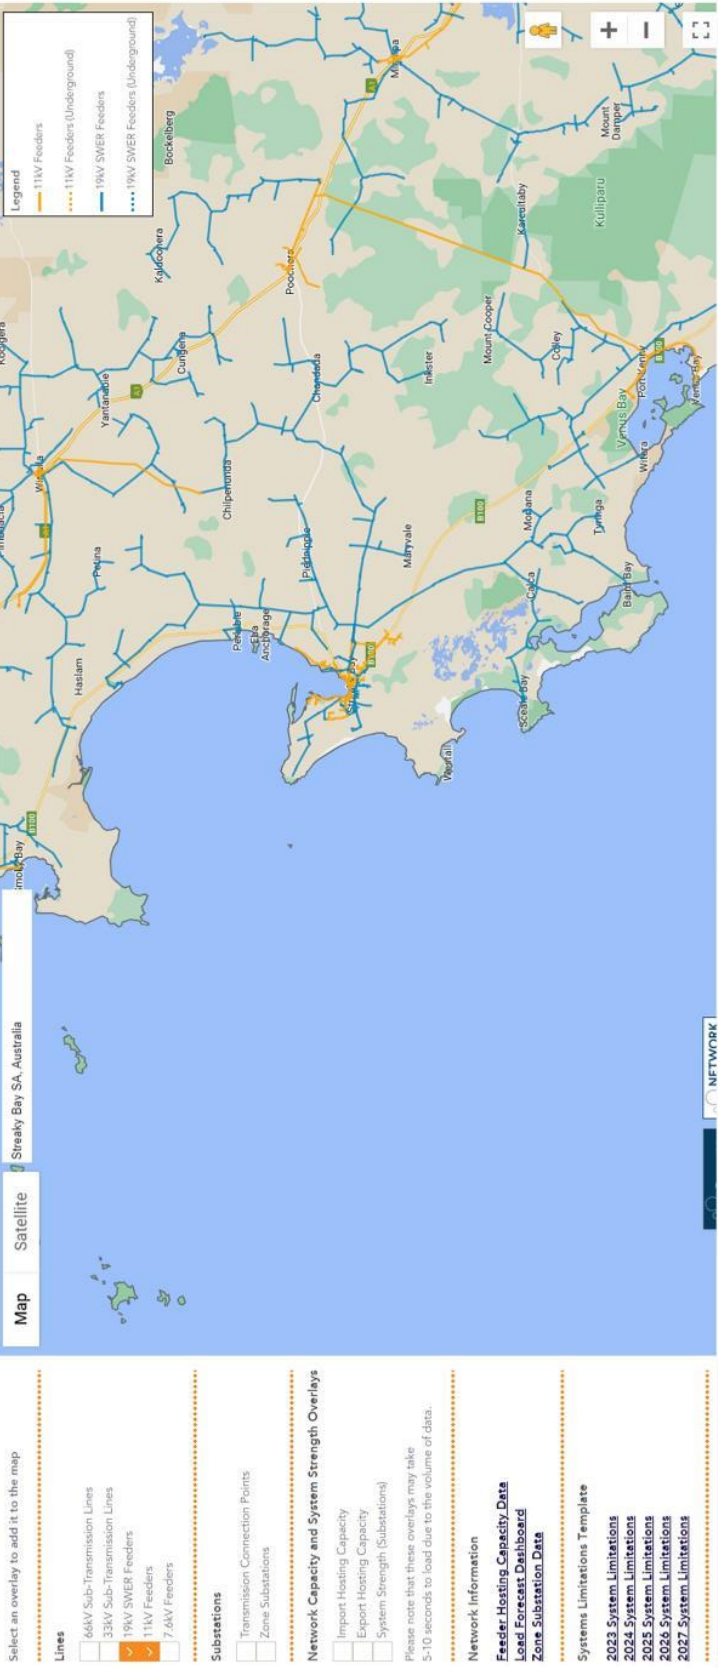 Select an overlay to add it to the map
Lines
66kV Sub-Transmission Lines
33kV Sub-Transmission Lines
19kV SWER Feeders
11kV Feeders
7.6kV Feeders
Substations
Transmission Connection Points
Zone Substations
Network Capacity and System Strength Overlays
Import Hosting Capacity
Export Hosting Capacity
System Strength (Substations)
Please note that these overlays may take
5-10 seconds to load due to the volume of data.
Network Information
Feeder Hosting Capacity Data
Load Forecast Dashboard
Zone Substation Data
Systems Limitations Template
2023 System Limitations
2024 System Limitations
2025 System Limitations
2026 System Limitations
2027 System Limitations
Map
Satellite
Streaky Bay SA, Australia
Legend
11kV Feeders
11kV Feeders (Underground)
19kV SWER Feeders
19kV SWER Feeders (Underground)
B100
Haslam
Petina
Yantanabie
A1
Cungena
Kaldoonera
Bockelberg
A1
Perlubie
Eba
Anchorage
Chilpenunda
Piednippie
Chandada
Poochera
B100
Maryvale
Inkster
Westall
B100
Mount Cooper
Karcultaby
Mount
Damper
Sceale Bay
Calca
Mortana
Colley
Kulliparu
Baird Bay
Tyringa
Witera
Venus Bay
Port Kenny
B100
Venus Bay
NETWORK